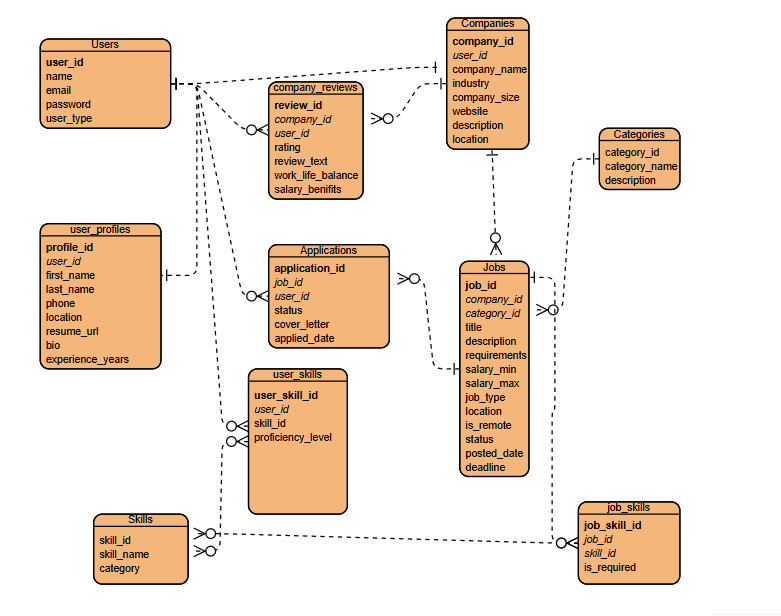 Users
user_id
name
email
password
user_type
company_reviews
review_id
company_id
user_id
rating
review_text
work_life_balance
salary_benifits
Companies
company_id
user_id
company_name
industry
company_size
website
description
location
Categories
category_id
category_name
description
user_profiles
profile_id
user_id
first_name
last_name
phone
location
resume_url
bio
experience_years
Applications
application_id
job_id
user_id
status
cover_letter
applied_date
Jobs
job_id
company_id
category_id
title
description
requirements
salary_min
salary_max
job_type
location
is_remote
status
posted_date
deadline
user_skills
user_skill_id
user_id
skill_id
proficiency_level
Skills
skill_id
skill_name
category
job_skills
job_skill_id
job_id
skill_id
is_required